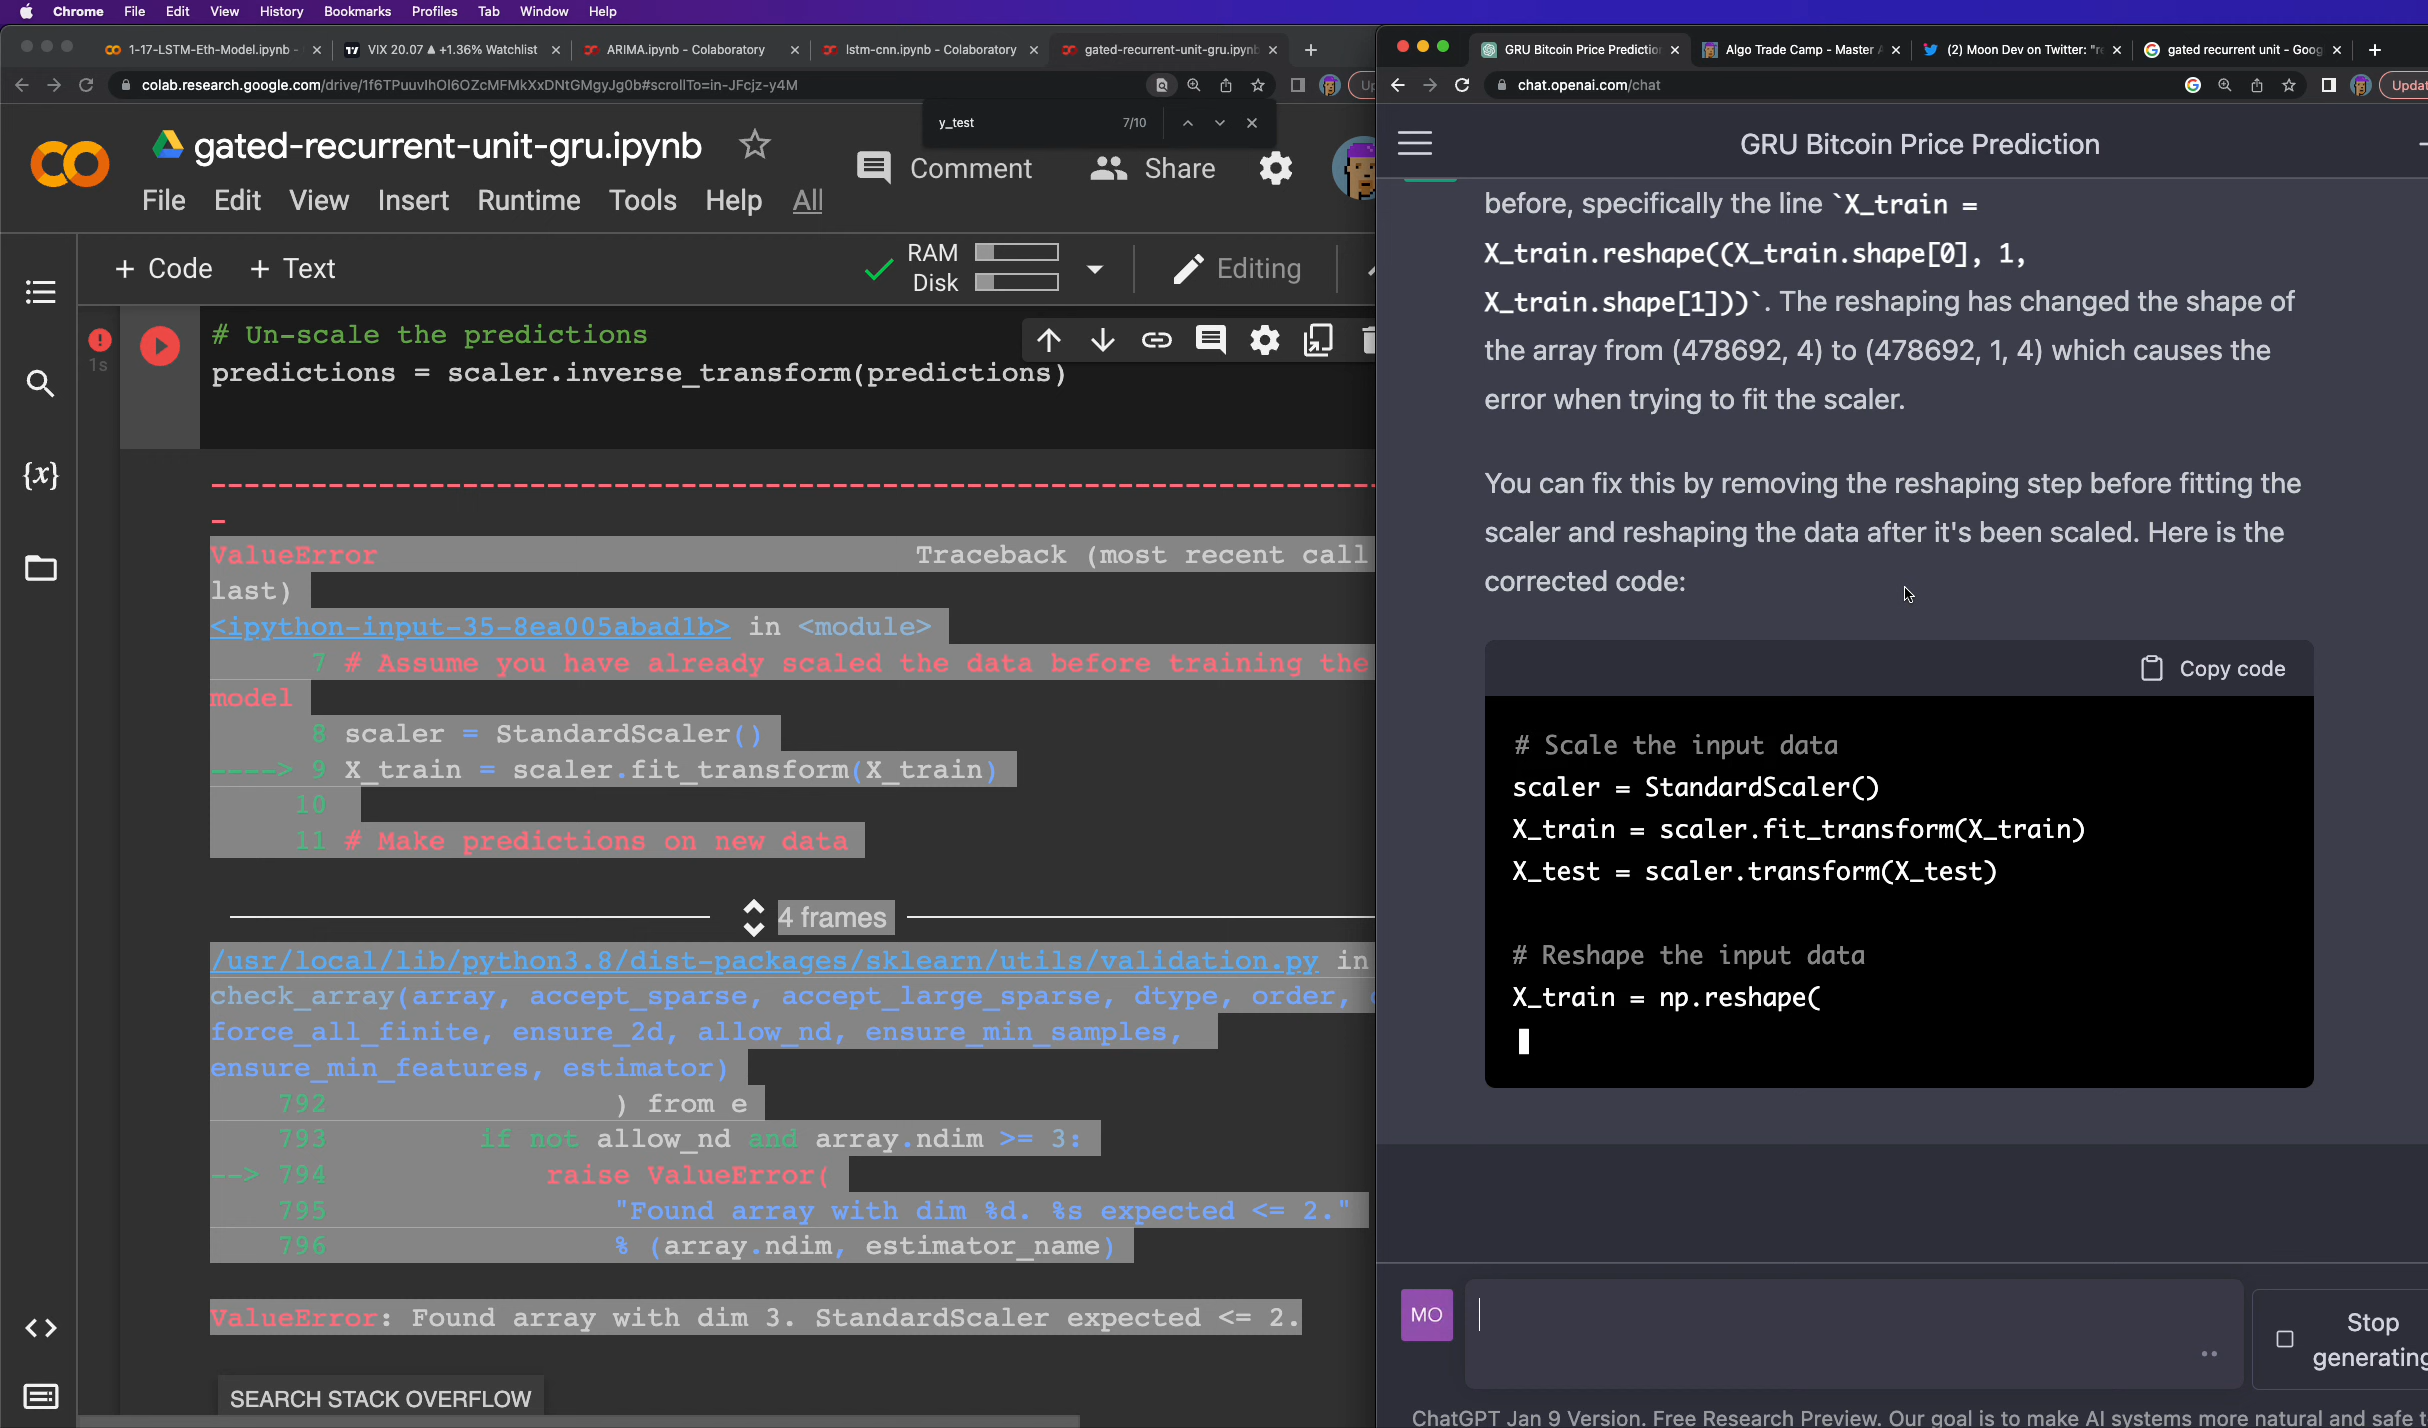 Chrome File Edit View History Bookmarks Profiles Tab Window Help
1-17-LSTM-Eth-Model.ipynb -
VIX 20.07 ▲ +1.36% Watchlist
ARIMA.ipynb - Colaboratory
lstm-cnn.ipynb - Colaboratory
gated-recurrent-unit-gru.ipynb
colab.research.google.com/drive/1f6TPuuvIhOI6OZcMFMkXxDNtGMgyJg0b#scrollTo=in-JFcjz-y4M
y_test 7/10
gated-recurrent-unit-gru.ipynb
Comment Share
File Edit View Insert Runtime Tools Help All
+ Code + Text
RAM
Disk
Editing
1s
# Un-scale the predictions
predictions = scaler.inverse_transform(predictions)
ValueError Traceback (most recent call
last)
<ipython-input-35-8ea005abad1b> in <module>
7 # Assume you have already scaled the data before training the
model
8 scaler = StandardScaler()
----> 9 X_train = scaler.fit_transform(X_train)
10
11 # Make predictions on new data
4 frames
/usr/local/lib/python3.8/dist-packages/sklearn/utils/validation.py in
check_array(array, accept_sparse, accept_large_sparse, dtype, order,
force_all_finite, ensure_2d, allow_nd, ensure_min_samples,
ensure_min_features, estimator)
792 ) from e
793 if not allow_nd and array.ndim >= 3:
--> 794 raise ValueError(
795 "Found array with dim %d. %s expected <= 2."
796 % (array.ndim, estimator_name)
ValueError: Found array with dim 3. StandardScaler expected <= 2.
SEARCH STACK OVERFLOW
GRU Bitcoin Price Prediction
Algo Trade Camp - Master
(2) Moon Dev on Twitter:
gated recurrent unit - Goog
chat.openai.com/chat
Updat
GRU Bitcoin Price Prediction
before, specifically the line `X_train =
X_train.reshape((X_train.shape[0], 1,
X_train.shape[1]))`. The reshaping has changed the shape of
the array from (478692, 4) to (478692, 1, 4) which causes the
error when trying to fit the scaler.
You can fix this by removing the reshaping step before fitting the
scaler and reshaping the data after it's been scaled. Here is the
corrected code:
Copy code
# Scale the input data
scaler = StandardScaler()
X_train = scaler.fit_transform(X_train)
X_test = scaler.transform(X_test)
# Reshape the input data
X_train = np.reshape(
MO
Stop
generating
ChatGPT Jan 9 Version. Free Research Preview. Our goal is to make AI systems more natural and safe